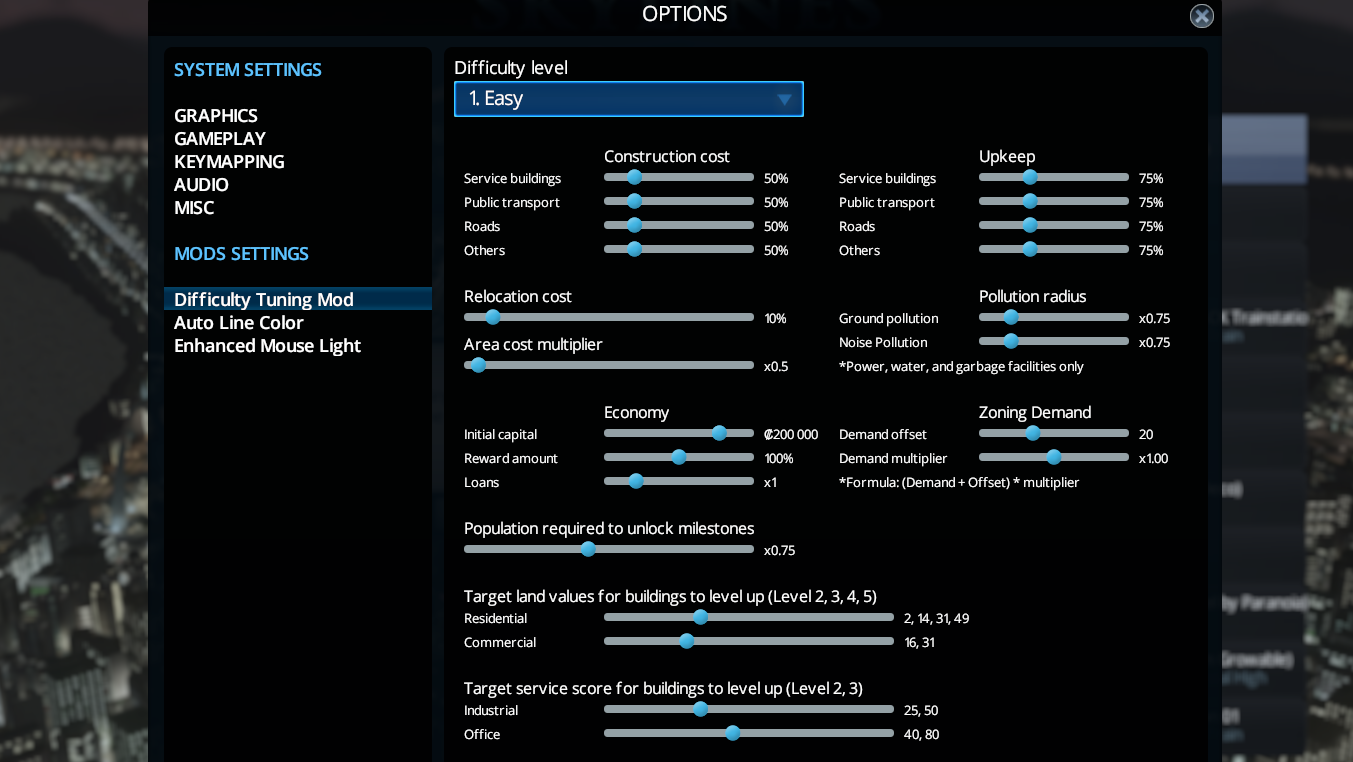 OPTIONS
SYSTEM SETTINGS
GRAPHICS
GAMEPLAY
KEYMAPPING
AUDIO
MISC
MODS SETTINGS
Difficulty Tuning Mod
Auto Line Color
Enhanced Mouse Light
Difficulty level
1. Easy
Construction cost
Service buildings 50%
Public transport 50%
Roads 50%
Others 50%
Upkeep
Service buildings 75%
Public transport 75%
Roads 75%
Others 75%
Relocation cost
10%
Area cost multiplier
x0.5
Pollution radius
Ground pollution x0.75
Noise Pollution x0.75
*Power, water, and garbage facilities only
Economy
Initial capital ₡200 000
Reward amount 100%
Loans x1
Zoning Demand
Demand offset 20
Demand multiplier x1.00
*Formula: (Demand + Offset) * multiplier
Population required to unlock milestones
x0.75
Target land values for buildings to level up (Level 2, 3, 4, 5)
Residential 2, 14, 31, 49
Commercial 16, 31
Target service score for buildings to level up (Level 2, 3)
Industrial 25, 50
Office 40, 80